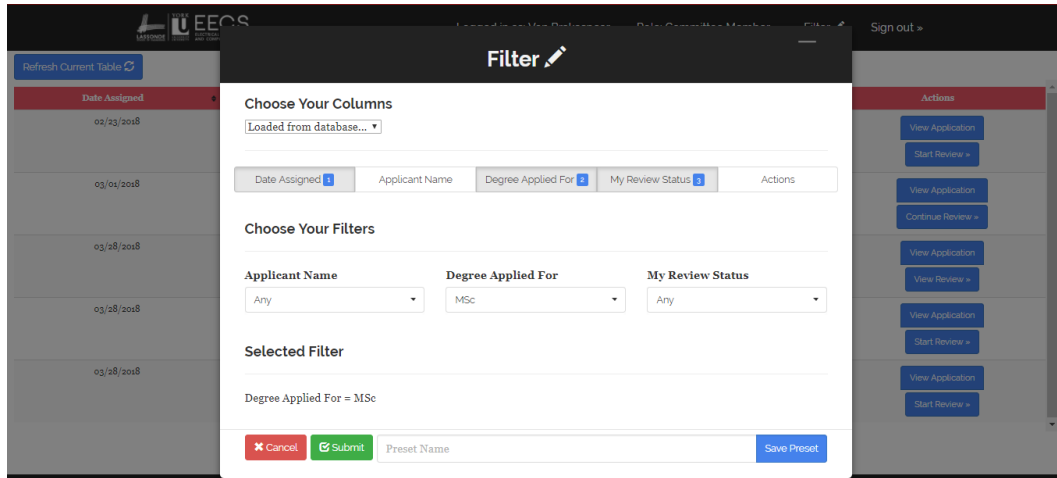 LASSONDE YORK U EECS
Sign out »
Filter
Refresh Current Table
Date Assigned
Actions
Choose Your Columns
Loaded from database...
02/23/2018
View Application
Start Review »
Date Assigned 1 Applicant Name Degree Applied For 2 My Review Status 3 Actions
03/01/2018
View Application
Continue Review »
Choose Your Filters
03/28/2018
View Application
View Review »
Applicant Name Degree Applied For My Review Status
Any MSc Any
03/28/2018
View Application
Start Review »
Selected Filter
03/28/2018
View Application
Start Review »
Degree Applied For = MSc
Cancel Submit Preset Name Save Preset